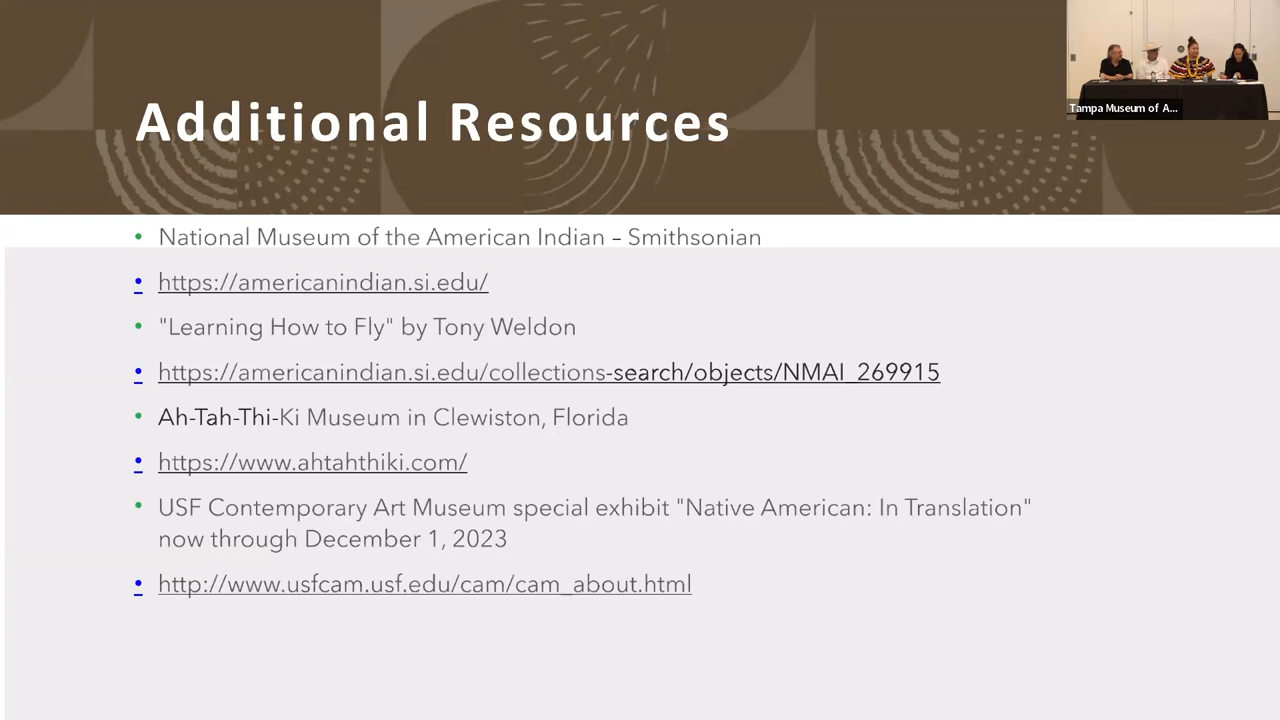 Additional Resources
Tampa Museum of A...
• National Museum of the American Indian – Smithsonian
• https://americanindian.si.edu/
• "Learning How to Fly" by Tony Weldon
• https://americanindian.si.edu/collections-search/objects/NMAI_269915
• Ah-Tah-Thi-Ki Museum in Clewiston, Florida
• https://www.ahtahthiki.com/
• USF Contemporary Art Museum special exhibit "Native American: In Translation"
now through December 1, 2023
• http://www.usfcam.usf.edu/cam/cam_about.html